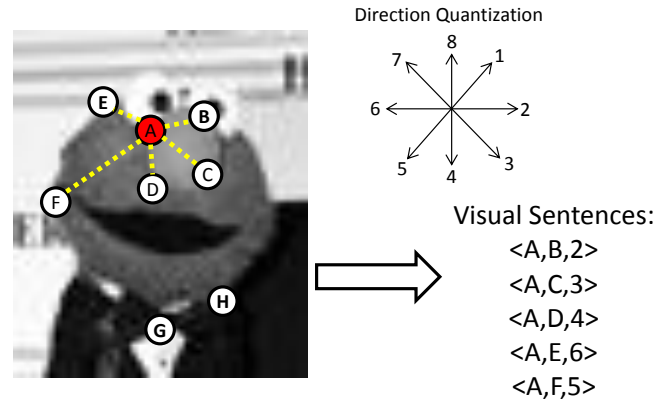 Direction Quantization
8
7
1
6
2
5
3
4
E
B
A
C
D
F
H
G
Visual Sentences:
<A,B,2>
<A,C,3>
<A,D,4>
<A,E,6>
<A,F,5>